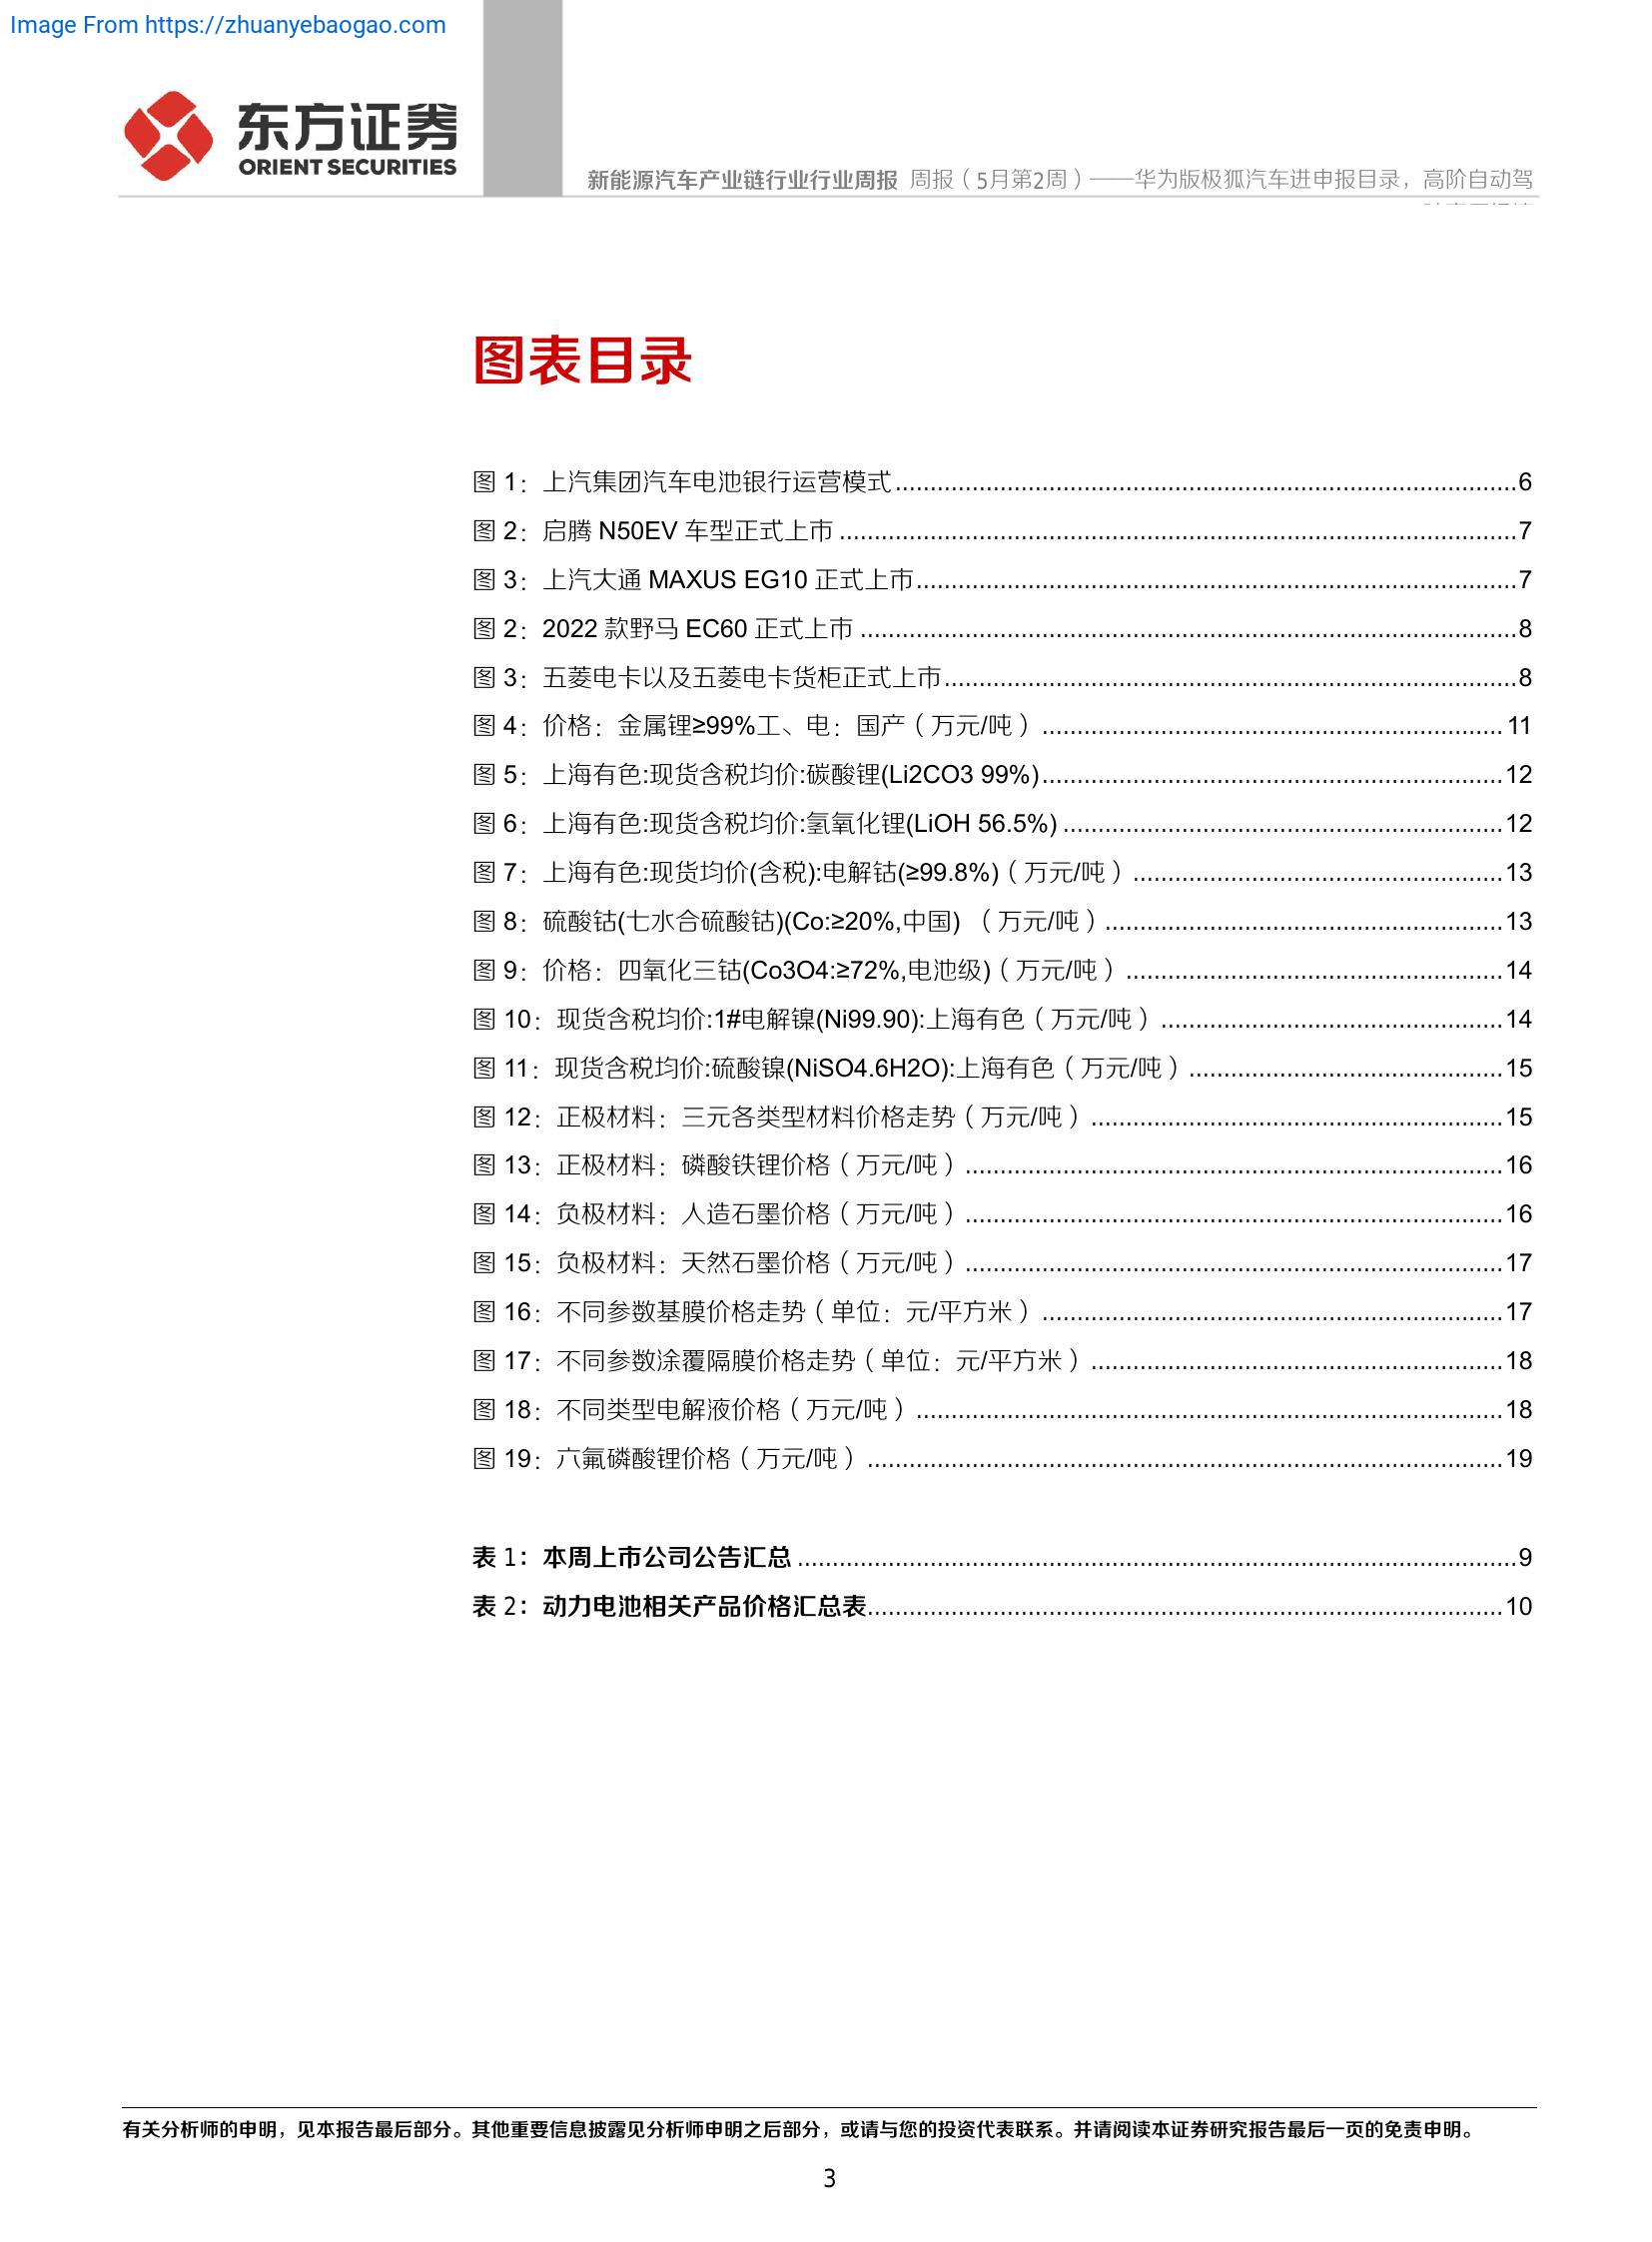 Image From https://zhuanyebaogao.com
东方证券
ORIENT SECURITIES
新能源汽车产业链行业行业周报 周报（5月第2周）——华为版极狐汽车进申报目录，高阶自动驾
图表目录
图 1：上汽集团汽车电池银行运营模式..........6
图 2：启腾 N50EV 车型正式上市..........7
图 3：上汽大通 MAXUS EG10 正式上市..........7
图 2：2022 款野马 EC60 正式上市..........8
图 3：五菱电卡以及五菱电卡货柜正式上市..........8
图 4：价格：金属锂≥99%工、电：国产（万元/吨）..........11
图 5：上海有色:现货含税均价:碳酸锂(Li2CO3 99%)..........12
图 6：上海有色:现货含税均价:氢氧化锂(LiOH 56.5%)..........12
图 7：上海有色:现货均价(含税):电解钴(≥99.8%)（万元/吨）..........13
图 8：硫酸钴(七水合硫酸钴)(Co:≥20%,中国) （万元/吨）..........13
图 9：价格：四氧化三钴(Co3O4:≥72%,电池级)（万元/吨）..........14
图 10：现货含税均价:1#电解镍(Ni99.90):上海有色（万元/吨）..........14
图 11：现货含税均价:硫酸镍(NiSO4.6H2O):上海有色（万元/吨）..........15
图 12：正极材料：三元各类型材料价格走势（万元/吨）..........15
图 13：正极材料：磷酸铁锂价格（万元/吨）..........16
图 14：负极材料：人造石墨价格（万元/吨）..........16
图 15：负极材料：天然石墨价格（万元/吨）..........17
图 16：不同参数基膜价格走势（单位：元/平方米）..........17
图 17：不同参数涂覆隔膜价格走势（单位：元/平方米）..........18
图 18：不同类型电解液价格（万元/吨）..........18
图 19：六氟磷酸锂价格（万元/吨）..........19
表 1：本周上市公司公告汇总..........9
表 2：动力电池相关产品价格汇总表..........10
有关分析师的申明，见本报告最后部分。其他重要信息披露见分析师申明之后部分，或请与您的投资代表联系。并请阅读本证券研究报告最后一页的免责申明。
3